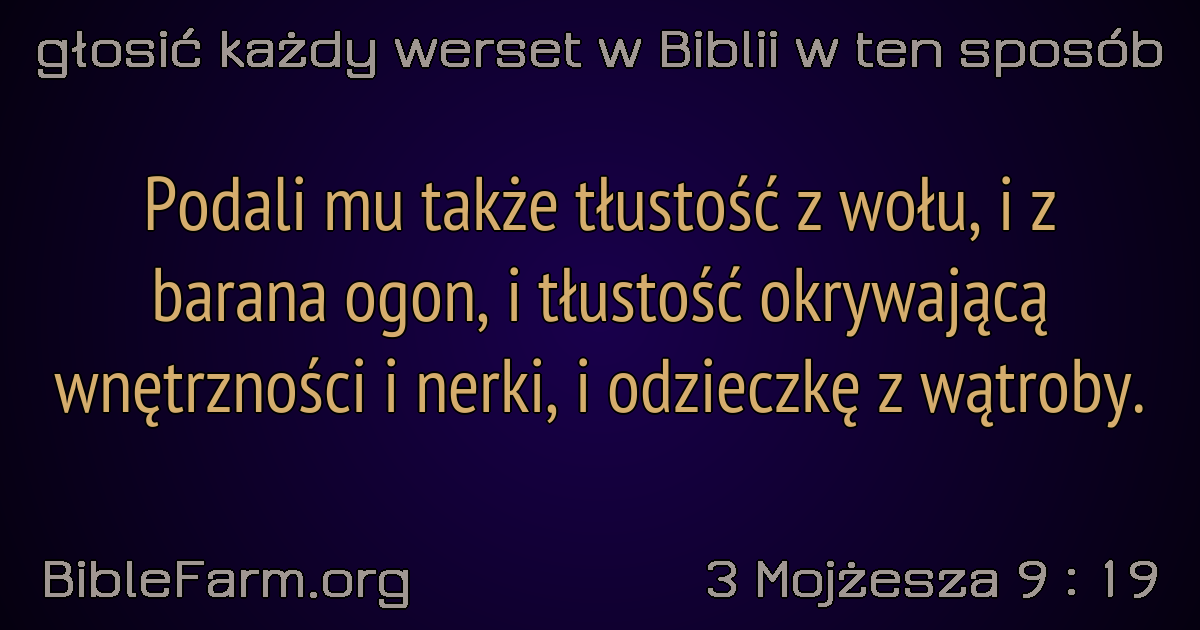 głosić każdy werset w Biblii w ten sposób
Podali mu także tłustość z wołu, i z
barana ogon, i tłustość okrywającą
wnętrzności i nerki, i odzieczkę z wątroby.
BibleFarm.org
3 Mojżesza 9 : 19